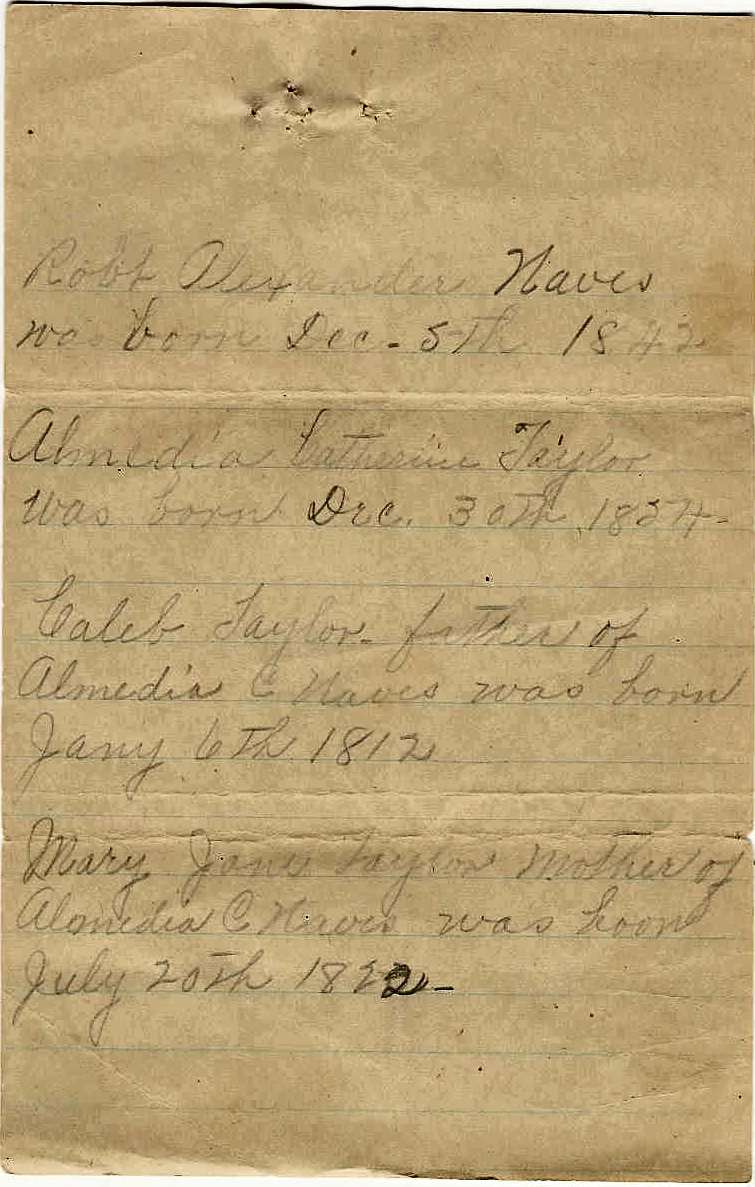 Robt Alexander Naves
was born Dec - 5th 1842
Almedia Catherine Taylor
was born Dec. 30th 1854-
Caleb Taylor - father of
Almedia C Naves was born
Jany 6th 1812
Mary Jane Taylor Mother of
Almedia C Naves was born
July 20th 1822-